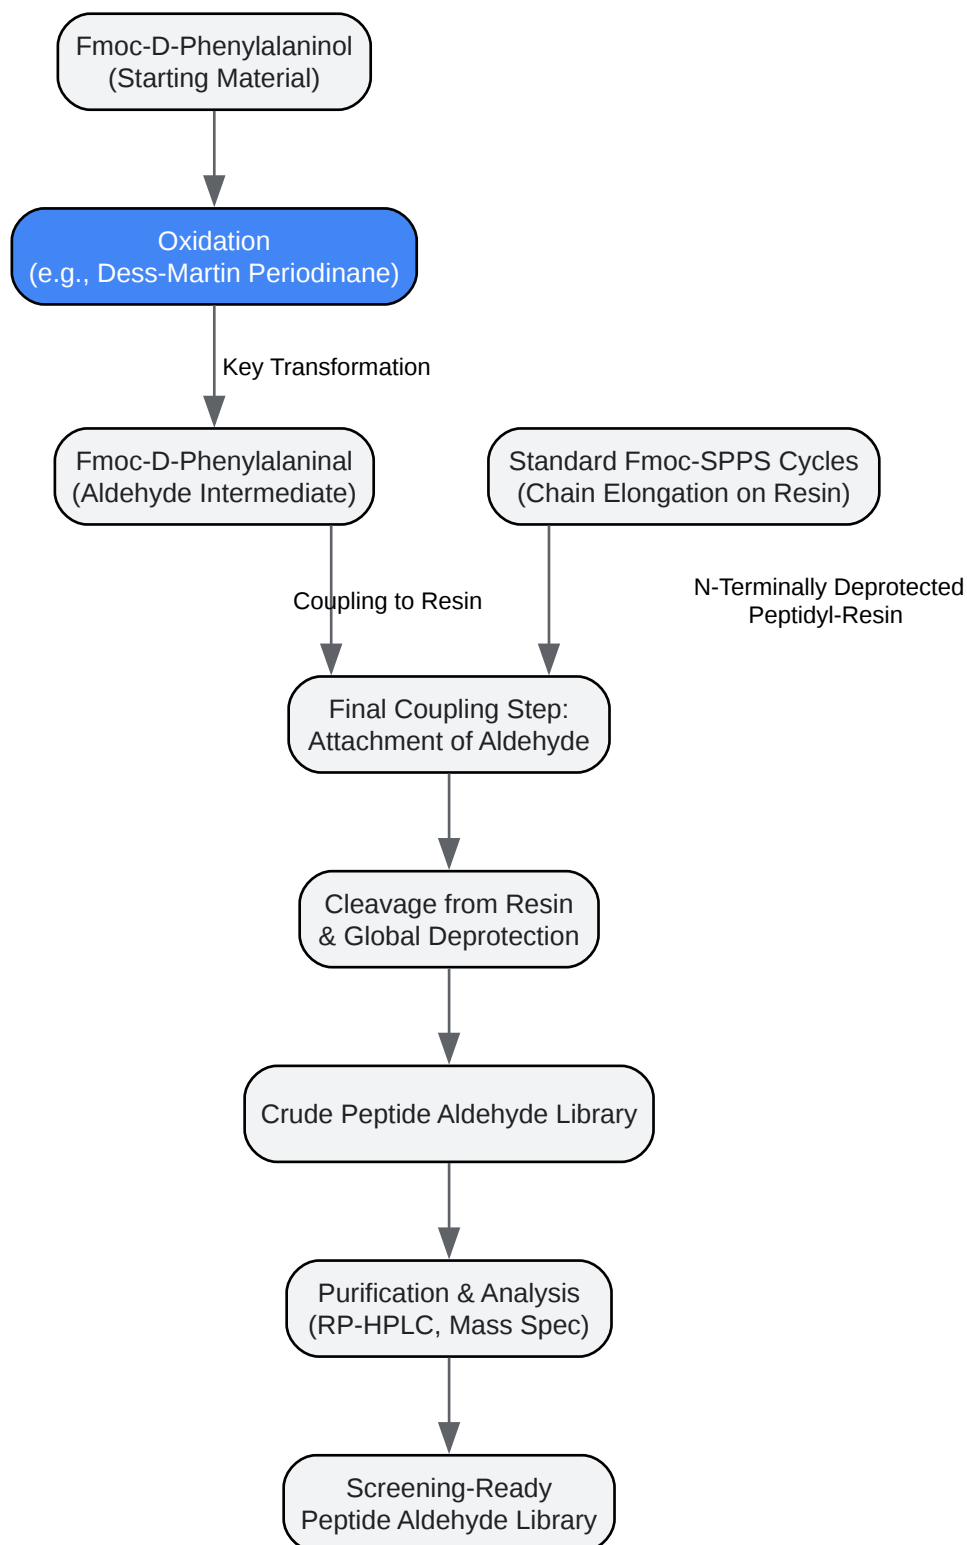 Fmoc-D-Phenylalaninol
(Starting Material)
Oxidation
(e.g., Dess-Martin Periodinane)
Key Transformation
Fmoc-D-Phenylalaninal
(Aldehyde Intermediate)
Standard Fmoc-SPPS Cycles
(Chain Elongation on Resin)
Coupling to Resin
N-Terminally Deprotected
Peptidyl-Resin
Final Coupling Step:
Attachment of Aldehyde
Cleavage from Resin
& Global Deprotection
Crude Peptide Aldehyde Library
Purification & Analysis
(RP-HPLC, Mass Spec)
Screening-Ready
Peptide Aldehyde Library